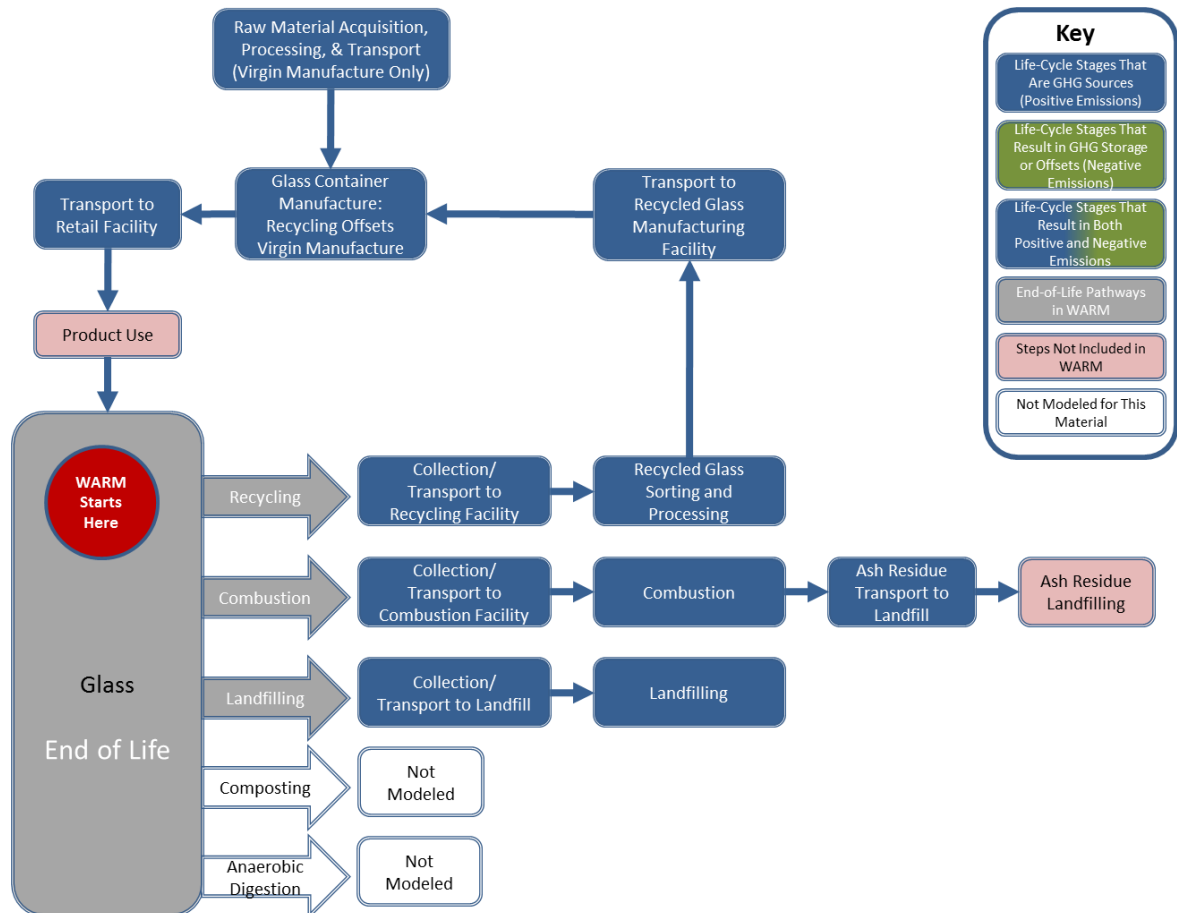 Raw Material Acquisition,
Processing, & Transport
(Virgin Manufacture Only)
Key
Life-Cycle Stages That
Are GHG Sources
(Positive Emissions)
Life-Cycle Stages That
Result in GHG Storage
or Offsets (Negative
Emissions)
Life-Cycle Stages That
Result in Both
Positive and Negative
Emissions
End-of-Life Pathways
in WARM
Steps Not Included in
WARM
Not Modeled for This
Material
Transport to
Retail Facility
Glass Container
Manufacture:
Recycling Offsets
Virgin Manufacture
Transport to
Recycled Glass
Manufacturing
Facility
Product Use
WARM
Starts
Here
Glass
End of Life
Recycling
Collection/
Transport to
Recycling Facility
Recycled Glass
Sorting and
Processing
Combustion
Collection/
Transport to
Combustion Facility
Combustion
Ash Residue
Transport to
Landfill
Ash Residue
Landfilling
Landfilling
Collection/
Transport to Landfill
Landfilling
Composting
Not
Modeled
Anaerobic
Digestion
Not
Modeled